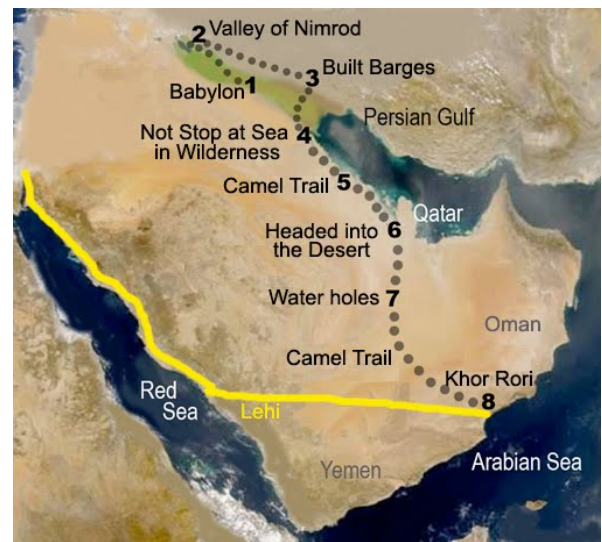 2 Valley of Nimrod
3 Built Barges
Babylon 1
Persian Gulf
Not Stop at Sea 4
in Wilderness
Camel Trail 5
Qatar
Headed into 6
the Desert
Water holes 7
Oman
Camel Trail
Khor Rori
8
Red
Sea
Lehi
Yemen
Arabian Sea